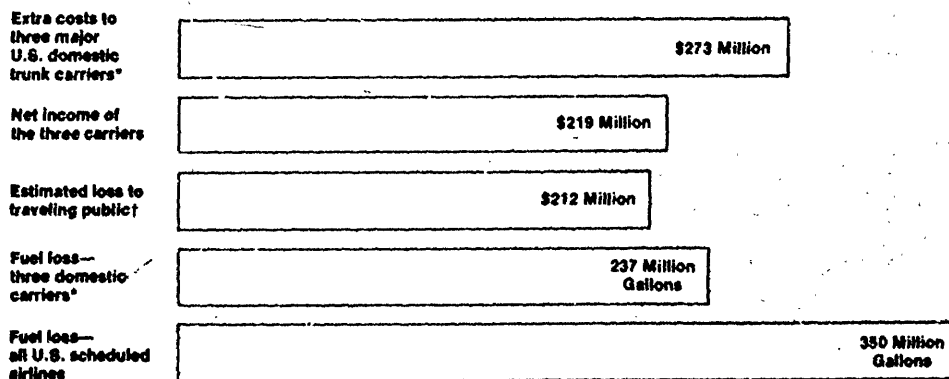 Extra costs to
three major
U.S. domestic
trunk carriers*
$273 Million
Net income of
the three carriers
$219 Million
Estimated loss to
traveling public†
$212 Million
Fuel loss—
three domestic
carriers*
237 Million
Gallons
Fuel loss—
all U.S. scheduled
airlines
350 Million
Gallons